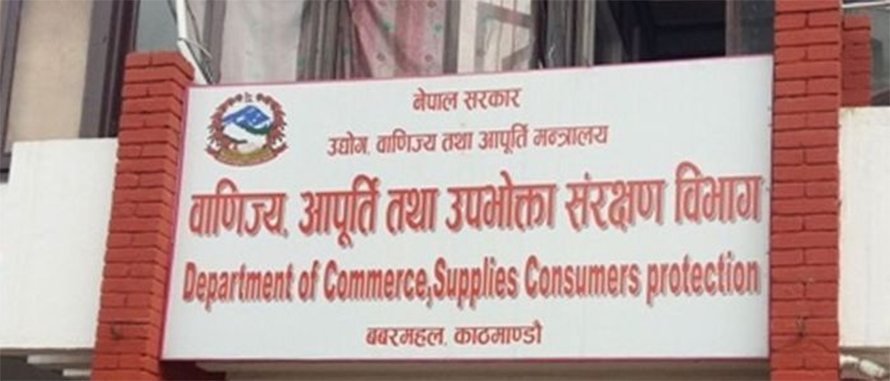 नेपाल सरकार
उद्योग, वाणिज्य तथा आपूर्ति मन्त्रालय
वाणिज्य, आपूर्ति तथा उपभोक्ता संरक्षण विभाग
Department of Commerce,Supplies Consumers protection
बबरमहल, काठमाण्डौ